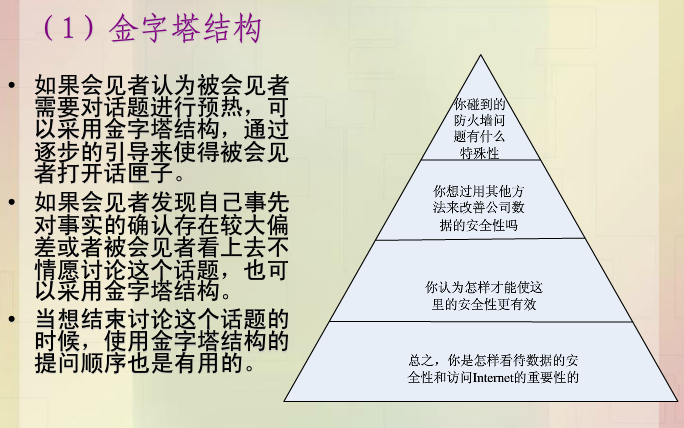 （1）金字塔结构
• 如果会见者认为被会见者
需要对话题进行预热，可
以采用金字塔结构，通过
逐步的引导来使得被会见
者打开话匣子。
• 如果会见者发现自己事先
对事实的确认存在较大偏
差或者被会见者看上去不
情愿讨论这个话题，也可
以采用金字塔结构。
• 当想结束讨论这个话题的
时候，使用金字塔结构的
提问顺序也是有用的。
你碰到的
防火墙问
题有什么
特殊性
你想过用其他方
法来改善公司数
据的安全性吗
你认为怎样才能使这
里的安全性更有效
总之，你是怎样看待数据的安
全性和访问Internet的重要性的